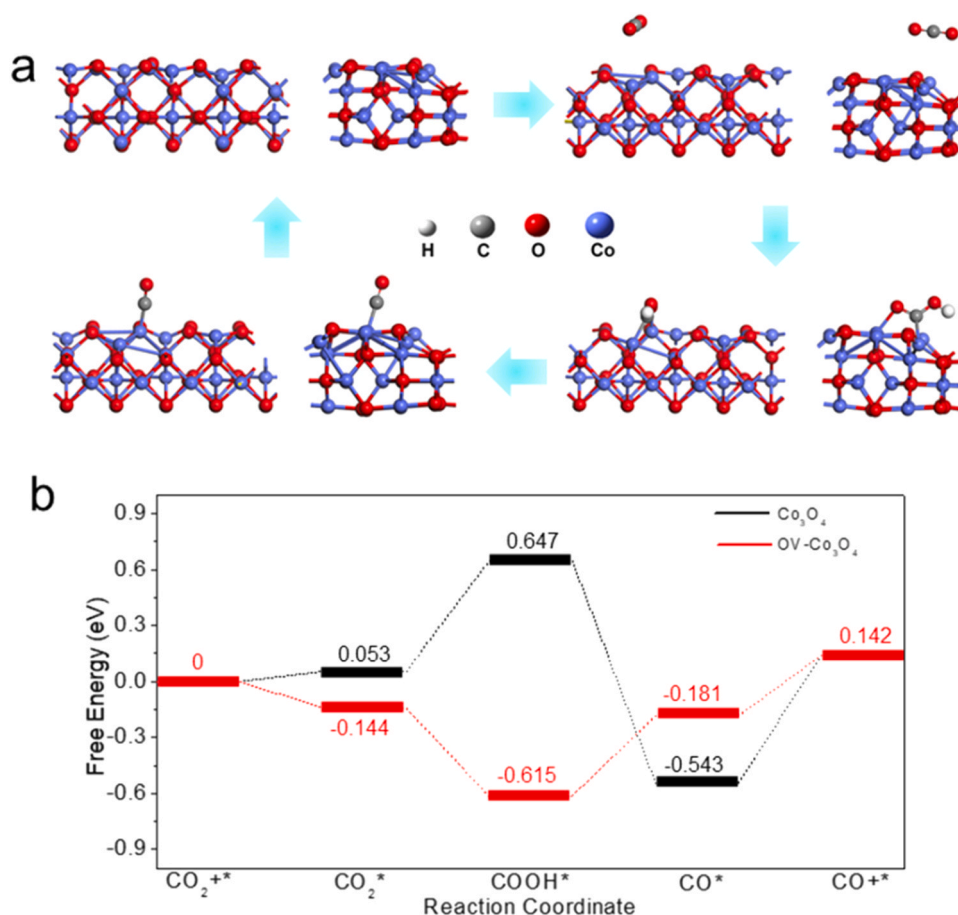 a
H C O Co
b
Co₃O₄
OV-Co₃O₄
Free Energy (eV)
0.9
0.6
0.3
0.0
-0.3
-0.6
-0.9
0
0.053
-0.144
0.647
-0.615
-0.181
-0.543
0.142
CO₂+* CO₂* COOH* CO* CO+*
Reaction Coordinate